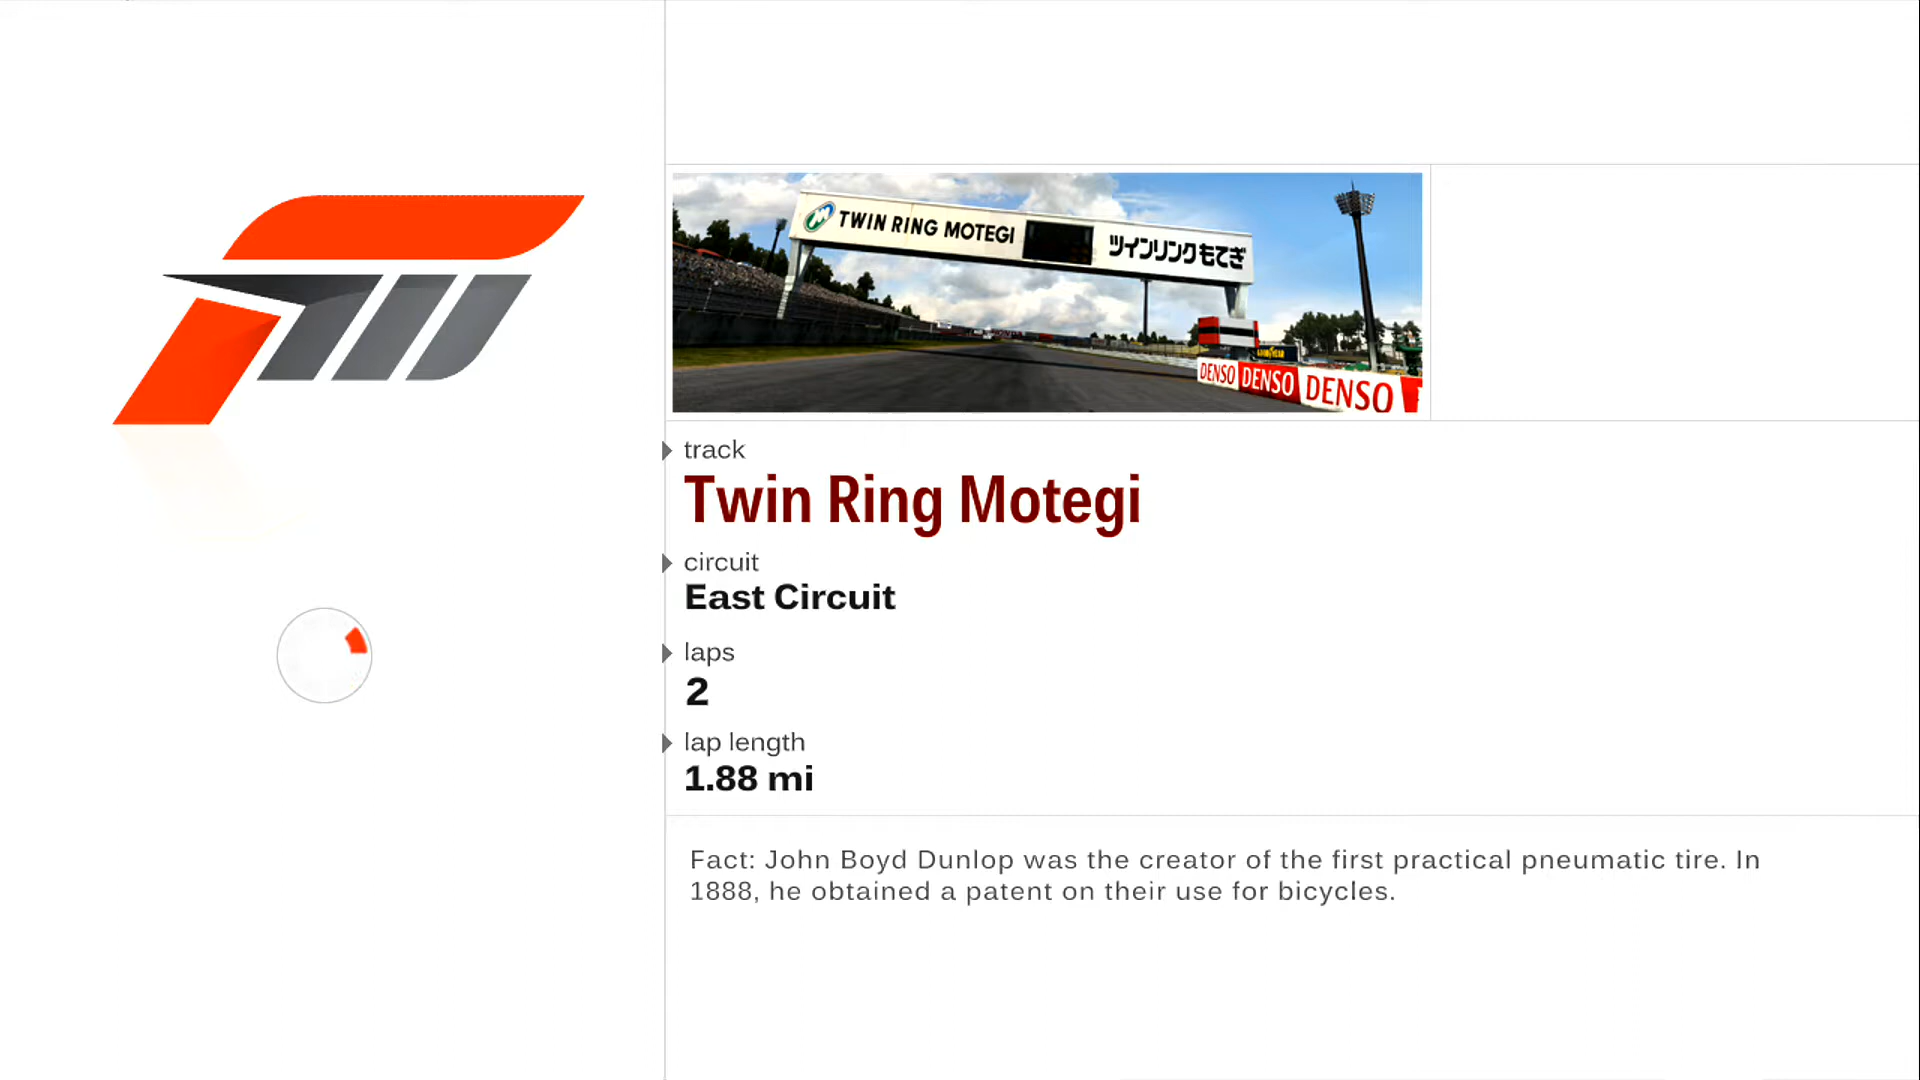 TWIN RING MOTEGI ツインリンクもてぎ
GOODYEAR
DENSO DENSO DENSO
track
Twin Ring Motegi
circuit
East Circuit
laps
2
lap length
1.88 mi
Fact: John Boyd Dunlop was the creator of the first practical pneumatic tire. In
1888, he obtained a patent on their use for bicycles.